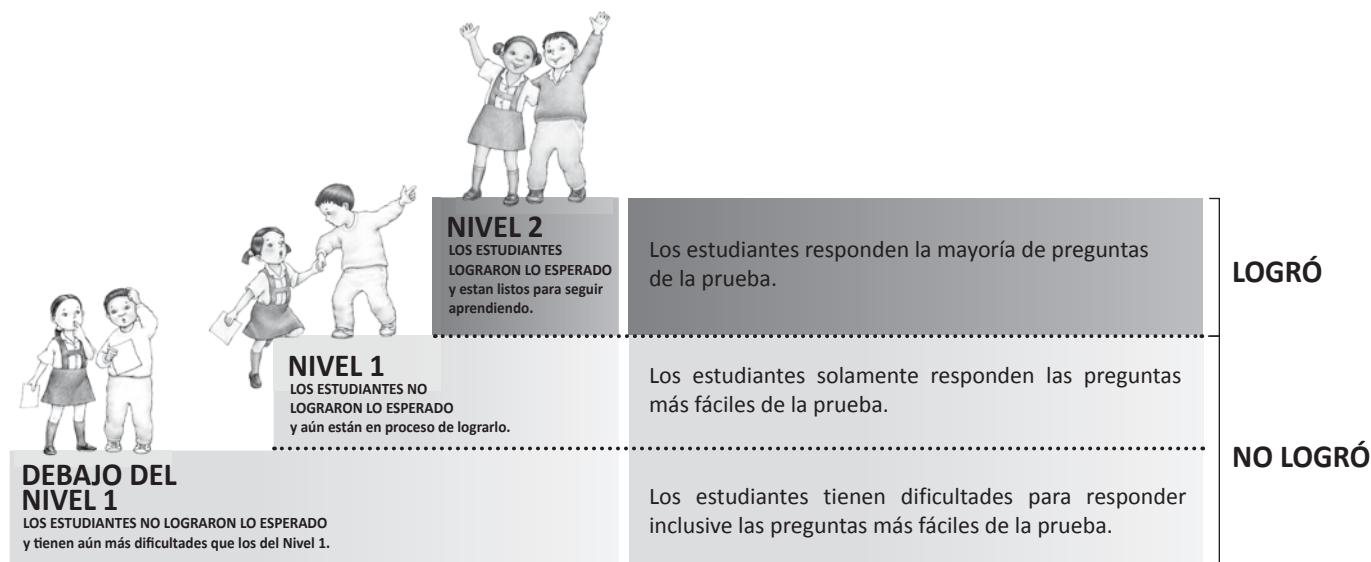 NIVEL 2
LOS ESTUDIANTES
LOGRARON LO ESPERADO
y estan listos para seguir
aprendiendo.
Los estudiantes responden la mayoría de preguntas
de la prueba.
LOGRÓ
NIVEL 1
LOS ESTUDIANTES NO
LOGRARON LO ESPERADO
y aún están en proceso de lograrlo.
Los estudiantes solamente responden las preguntas
más fáciles de la prueba.
NO LOGRÓ
DEBAJO DEL
NIVEL 1
LOS ESTUDIANTES NO LOGRARON LO ESPERADO
y tienen aún más dificultades que los del Nivel 1.
Los estudiantes tienen dificultades para responder
inclusive las preguntas más fáciles de la prueba.